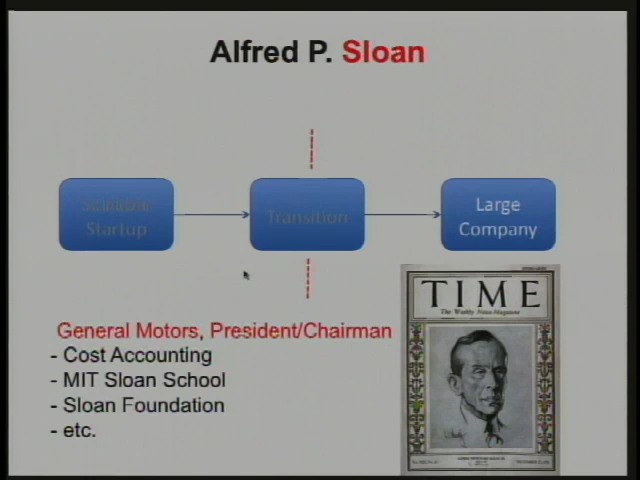 Alfred P. Sloan
Scalable
Startup
Transition
Large
Company
General Motors, President/Chairman
- Cost Accounting
- MIT Sloan School
- Sloan Foundation
- etc.
TIME
The Weekly News-Magazine